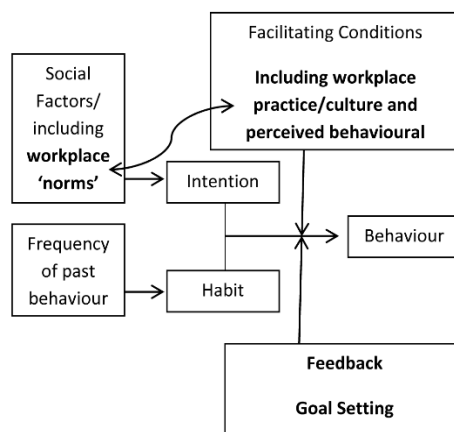 Facilitating Conditions
Including workplace
practice/culture and
perceived behavioural
Social
Factors/
including
workplace
‘norms’
Intention
Behaviour
Frequency
of past
behaviour
Habit
Feedback
Goal Setting